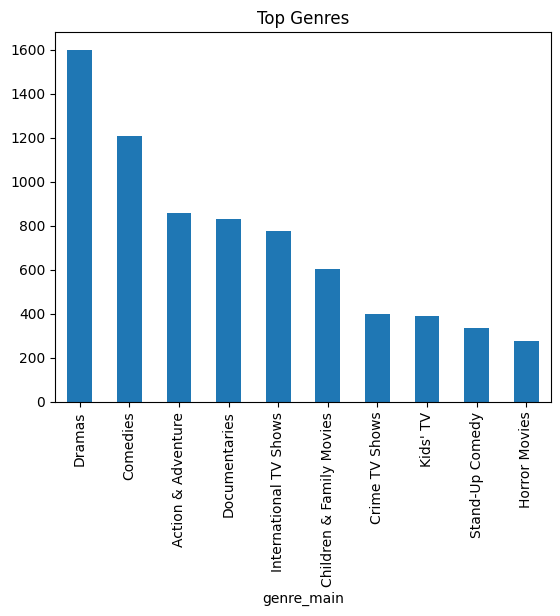 Top Genres
1600
1400
1200
1000
800
600
400
200
0
Dramas
Comedies
Action & Adventure
Documentaries
International TV Shows
Children & Family Movies
Crime TV Shows
Kids' TV
Stand-Up Comedy
Horror Movies
genre_main